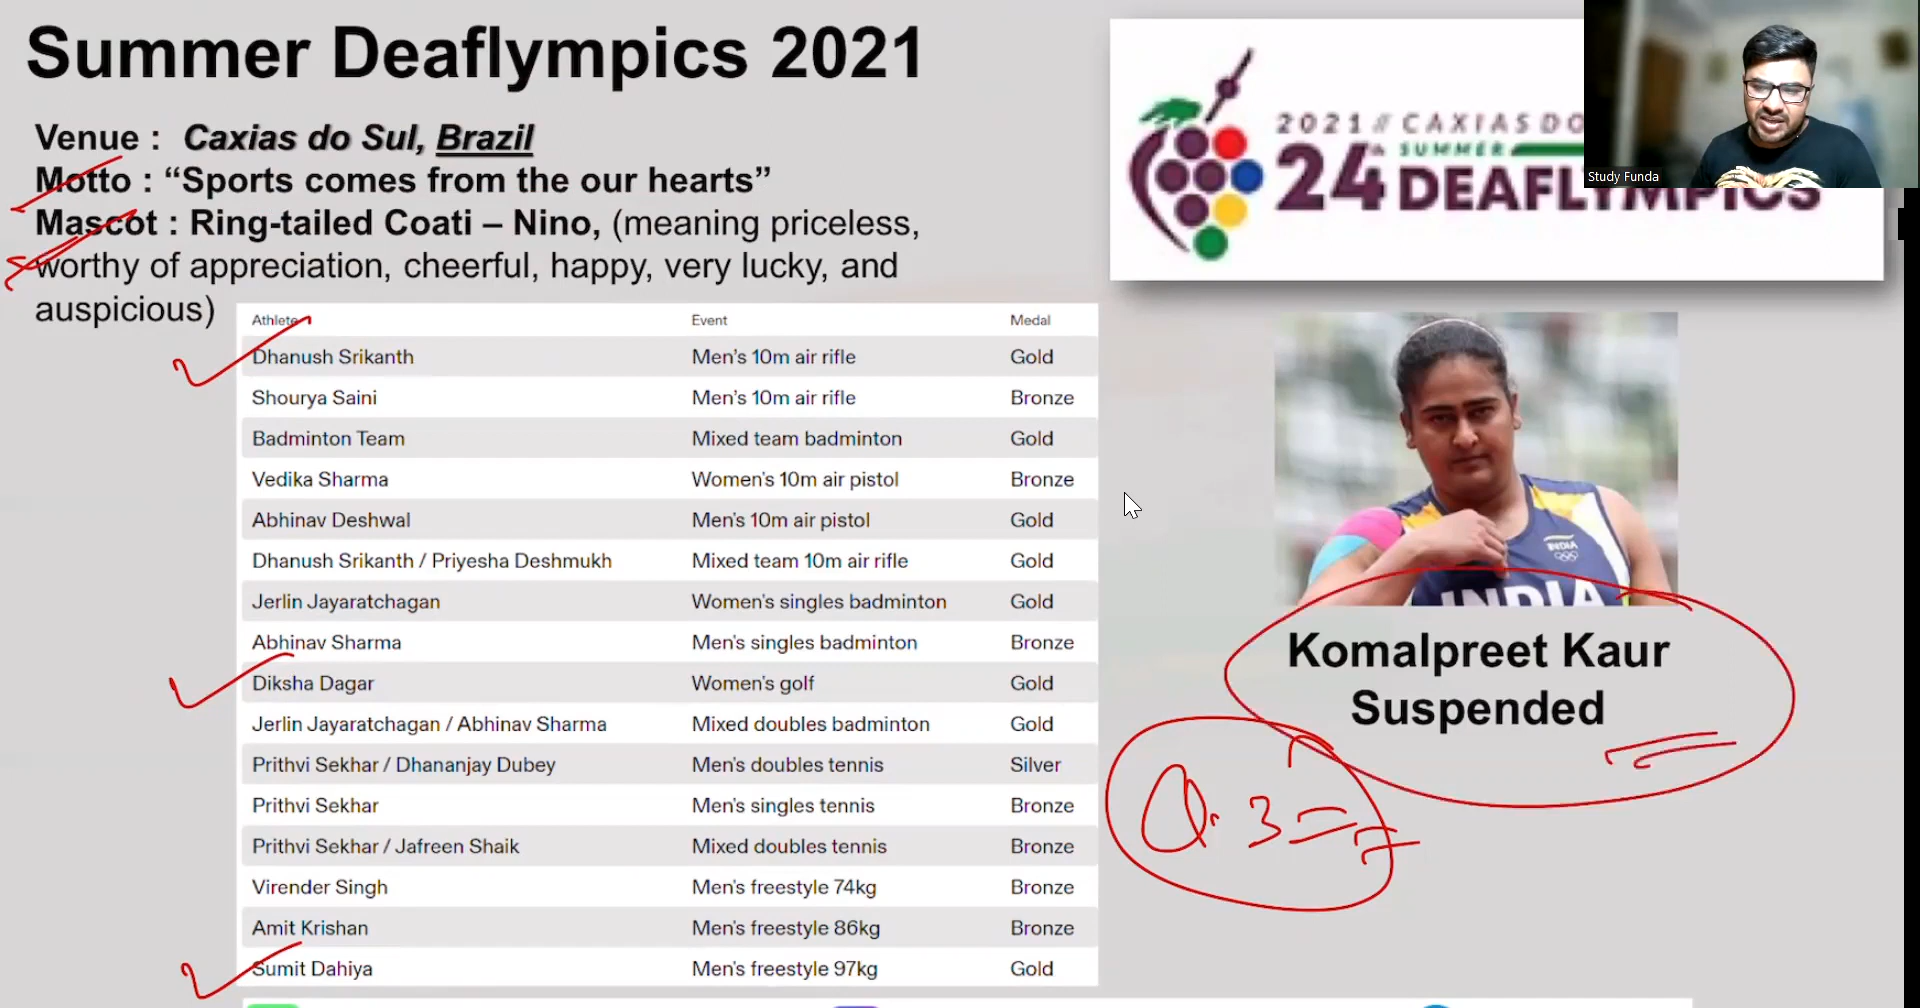 Summer Deaflympics 2021
Venue : Caxias do Sul, Brazil
Motto : “Sports comes from the our hearts”
Mascot : Ring-tailed Coati – Nino, (meaning priceless,
worthy of appreciation, cheerful, happy, very lucky, and
auspicious)
2021 // CAXIAS DO
SUMMER
24 DEAFLYMPICS
Study Funda
Athlete Event Medal
Dhanush Srikanth Men's 10m air rifle Gold
Shourya Saini Men's 10m air rifle Bronze
Badminton Team Mixed team badminton Gold
Vedika Sharma Women's 10m air pistol Bronze
Abhinav Deshwal Men's 10m air pistol Gold
Dhanush Srikanth / Priyesha Deshmukh Mixed team 10m air rifle Gold
Jerlin Jayaratchagan Women's singles badminton Gold
Abhinav Sharma Men's singles badminton Bronze
Diksha Dagar Women's golf Gold
Jerlin Jayaratchagan / Abhinav Sharma Mixed doubles badminton Gold
Prithvi Sekhar / Dhananjay Dubey Men's doubles tennis Silver
Prithvi Sekhar Men's singles tennis Bronze
Prithvi Sekhar / Jafreen Shaik Mixed doubles tennis Bronze
Virender Singh Men's freestyle 74kg Bronze
Amit Krishan Men's freestyle 86kg Bronze
Sumit Dahiya Men's freestyle 97kg Gold
INDIA
INDIA
Komalpreet Kaur
Suspended
Q. 3